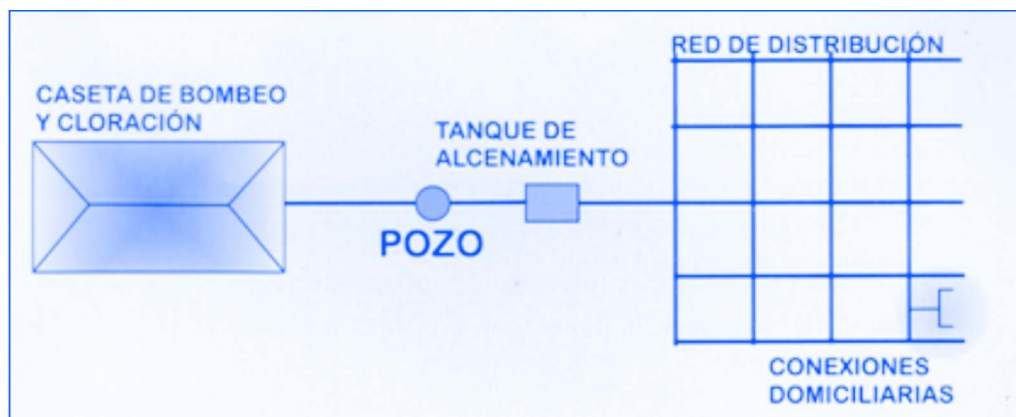 RED DE DISTRIBUCIÓN
CASETA DE BOMBEO
Y CLORACIÓN
TANQUE DE
ALCENAMIENTO
POZO
CONEXIONES
DOMICILIARIAS